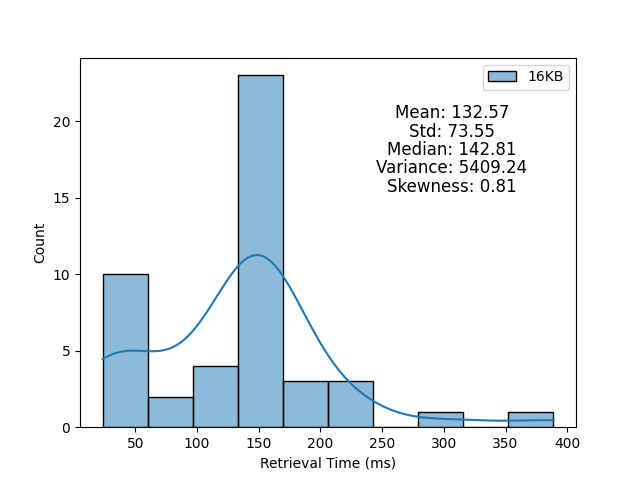 16KB
Mean: 132.57
Std: 73.55
Median: 142.81
Variance: 5409.24
Skewness: 0.81
Count
20
15
10
5
0
50 100 150 200 250 300 350 400
Retrieval Time (ms)